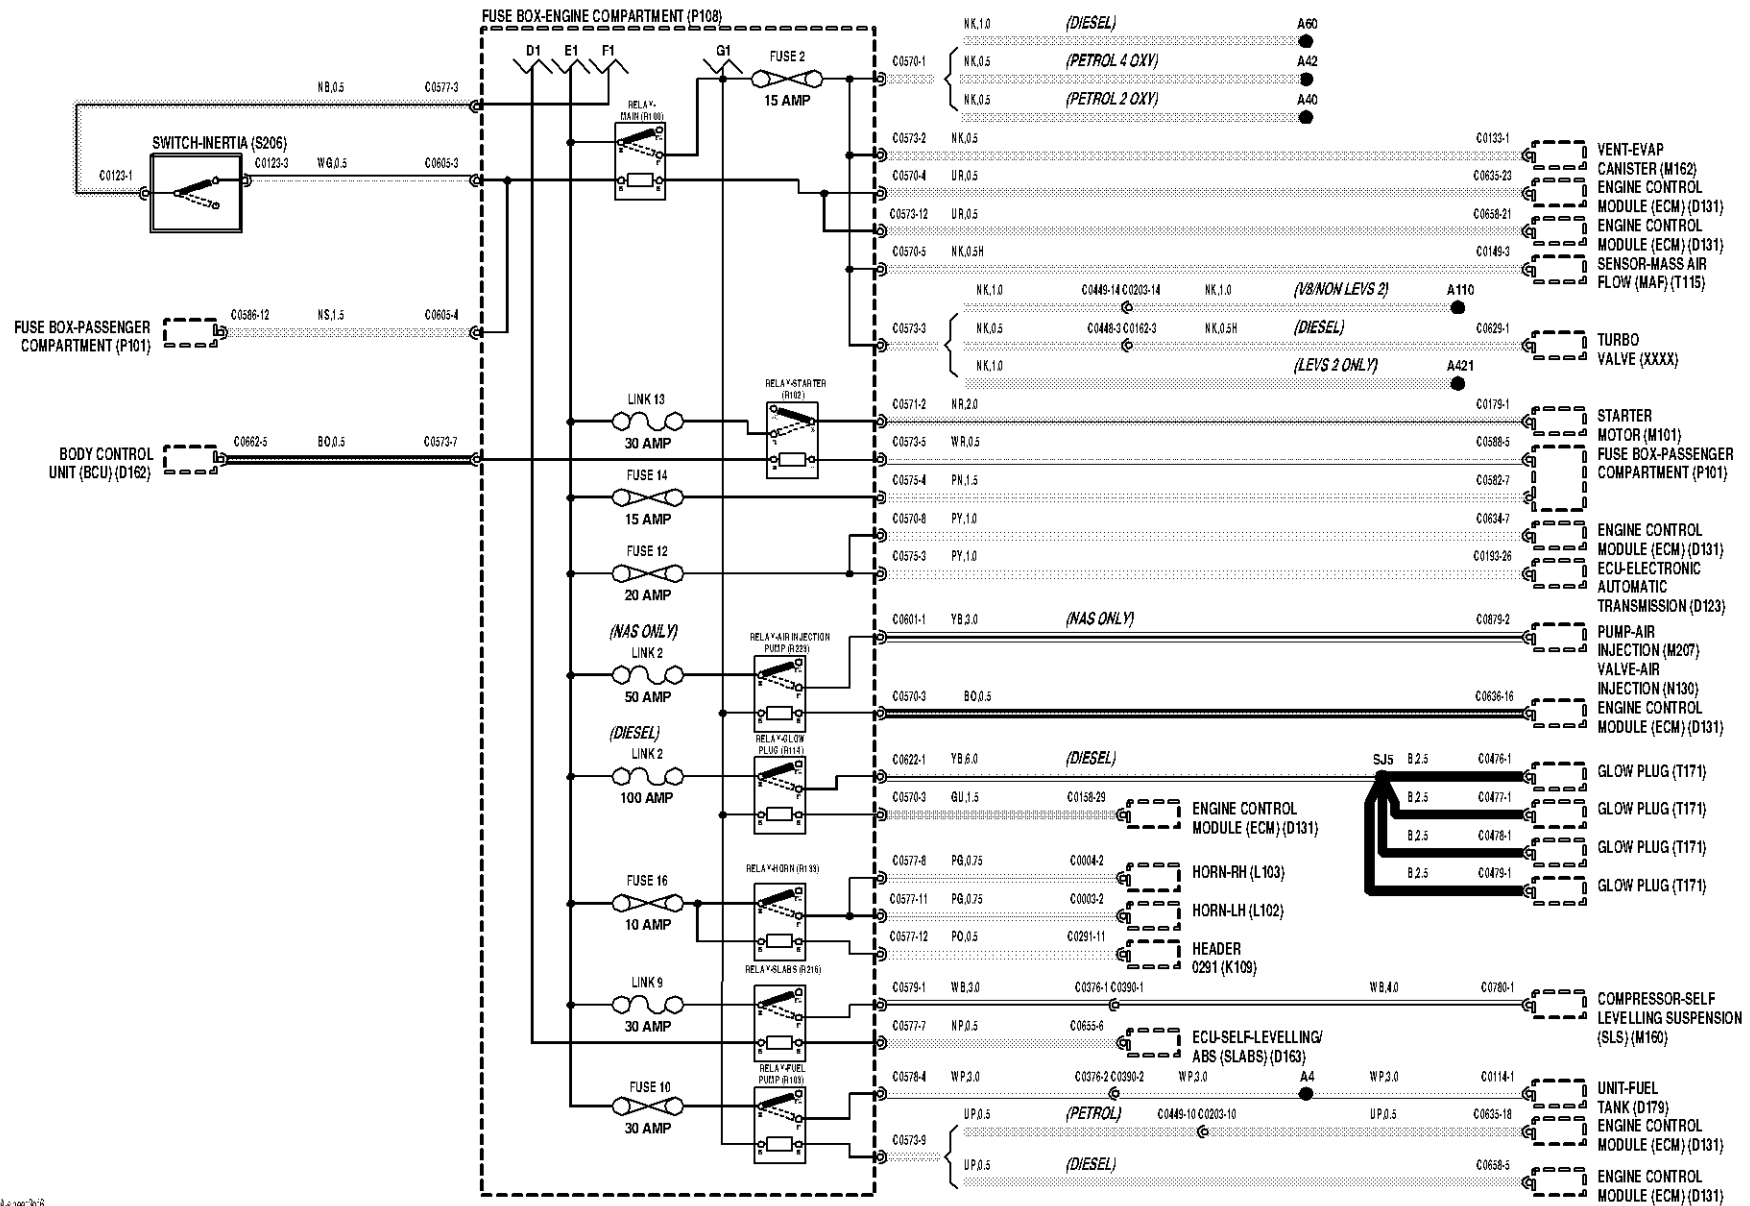 FUSE BOX-ENGINE COMPARTMENT (P108)
D1 E1 F1 G1
FUSE 2
15 AMP
RELAY-
MAIN (R100)
NB,0.5 C0577-3
SWITCH-INERTIA (S206)
C0123-1
C0123-3 WG,0.5 C0605-3
FUSE BOX-PASSENGER
COMPARTMENT (P101)
C0586-12 NS,1.5 C0605-4
BODY CONTROL
UNIT (BCU) (D162)
C0662-5 BO,0.5 C0573-7
C0570-1
NK,1.0 (DIESEL) A60
NK,0.5 (PETROL 4 OXY) A42
NK,0.5 (PETROL 2 OXY) A40
C0573-2 NK,0.5 C0133-1
VENT-EVAP
CANISTER (M162)
C0570-4 UR,0.5 C0635-23
ENGINE CONTROL
MODULE (ECM) (D131)
C0573-12 UR,0.5 C0658-21
ENGINE CONTROL
MODULE (ECM) (D131)
C0570-5 NK,0.5H C0149-3
SENSOR-MASS AIR
FLOW (MAF) (T115)
C0573-3
NK,1.0 C0449-14 C0203-14 NK,1.0 (V8/NON LEVS 2) A110
NK,0.5 C0448-3 C0162-3 NK,0.5H (DIESEL) C0629-1
TURBO
VALVE (XXXX)
NK,1.0 (LEVS 2 ONLY) A421
LINK 13
30 AMP
RELAY-STARTER
(R102)
C0571-2 NR,2.0 C0179-1
STARTER
MOTOR (M101)
C0573-5 WR,0.5 C0588-5
FUSE BOX-PASSENGER
COMPARTMENT (P101)
FUSE 14
15 AMP
C0575-4 PN,1.5 C0582-7
C0570-8 PY,1.0 C0634-7
ENGINE CONTROL
MODULE (ECM) (D131)
FUSE 12
20 AMP
C0575-3 PY,1.0 C0193-26
ECU-ELECTRONIC
AUTOMATIC
TRANSMISSION (D123)
(NAS ONLY)
LINK 2
50 AMP
RELAY-AIR INJECTION
PUMP (R223)
C0601-1 YB,3.0 (NAS ONLY) C0879-2
PUMP-AIR
INJECTION (M207)
VALVE-AIR
INJECTION (N130)
C0570-3 BO,0.5 C0636-16
ENGINE CONTROL
MODULE (ECM) (D131)
(DIESEL)
LINK 2
100 AMP
RELAY-GLOW
PLUG (R114)
C0622-1 YB,6.0 (DIESEL) SJ5 B,2.5 C0476-1
GLOW PLUG (T171)
C0570-3 GU,1.5 C0158-29
ENGINE CONTROL
MODULE (ECM) (D131)
B,2.5 C0477-1
GLOW PLUG (T171)
B,2.5 C0478-1
GLOW PLUG (T171)
B,2.5 C0479-1
GLOW PLUG (T171)
FUSE 16
10 AMP
RELAY-HORN (R133)
C0577-8 PG,0.75 C0004-2
HORN-RH (L103)
C0577-11 PG,0.75 C0003-2
HORN-LH (L102)
C0577-12 PO,0.5 C0291-11
HEADER
0291 (K109)
LINK 9
30 AMP
RELAY-SLABS (R216)
C0579-1 WB,3.0 C0376-1 C0390-1 WB,4.0 C0780-1
COMPRESSOR-SELF
LEVELLING SUSPENSION
(SLS) (M160)
C0577-7 NP,0.5 C0655-6
ECU-SELF-LEVELLING/
ABS (SLABS) (D163)
FUSE 10
30 AMP
RELAY-FUEL
PUMP (R103)
C0578-4 WP,3.0 C0376-2 C0390-2 WP,3.0 A4 WP,3.0 C0114-1
UNIT-FUEL
TANK (D179)
C0573-9
UP,0.5 (PETROL) C0449-10 C0203-10 UP,0.5 C0635-18
ENGINE CONTROL
MODULE (ECM) (D131)
UP,0.5 (DIESEL) C0658-5
ENGINE CONTROL
MODULE (ECM) (D131)